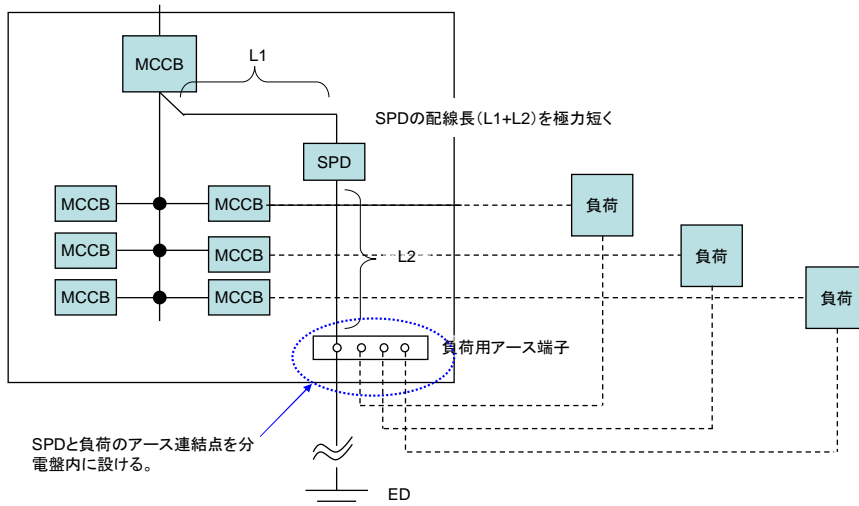 MCCB
L1
SPDの配線長(L1+L2)を極力短く
SPD
MCCB
MCCB
負荷
MCCB
MCCB
L2
負荷
MCCB
MCCB
負荷
負荷用アース端子
SPDと負荷のアース連結点を分
電盤内に設ける。
ED